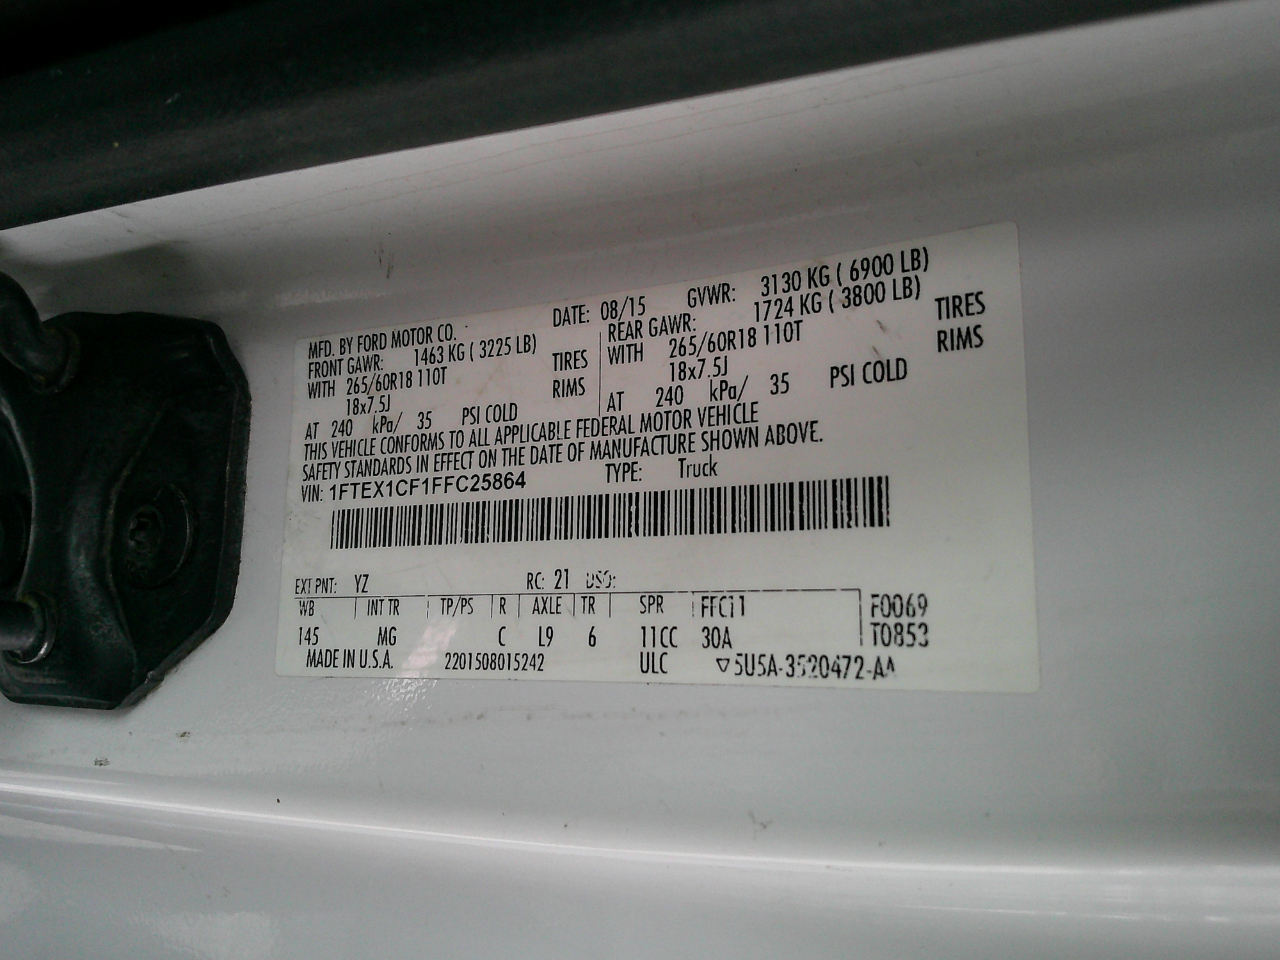 MFD. BY FORD MOTOR CO. DATE: 08/15 GVWR: 3130 KG ( 6900 LB)
FRONT GAWR: 1463 KG ( 3225 LB) REAR GAWR: 1724 KG ( 3800 LB)
WITH 265/60R18 110T TIRES WITH 265/60R18 110T TIRES
18x7.5J RIMS 18x7.5J RIMS
AT 240 kPa/ 35 PSI COLD AT 240 kPa/ 35 PSI COLD
THIS VEHICLE CONFORMS TO ALL APPLICABLE FEDERAL MOTOR VEHICLE
SAFETY STANDARDS IN EFFECT ON THE DATE OF MANUFACTURE SHOWN ABOVE.
VIN: 1FTEX1CF1FFC25864 TYPE: Truck
EXT PNT: YZ RC: 21 DSO:
WB INT TR TP/PS R AXLE TR SPR FFC11 F0069
145 MG C L9 6 11CC 30A T0853
MADE IN U.S.A. 2201508015242 ULC ▽5U5A-3520472-AA